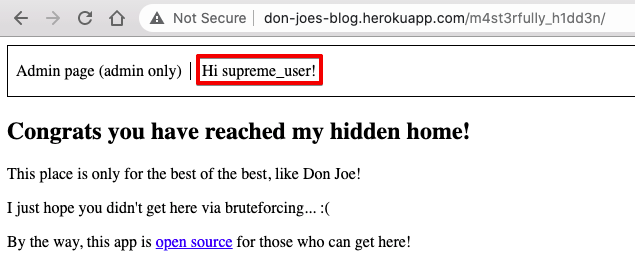 Not Secure | don-joes-blog.herokuapp.com/m4st3rfully_h1dd3n/
Admin page (admin only) | Hi supreme_user!
Congrats you have reached my hidden home!
This place is only for the best of the best, like Don Joe!
I just hope you didn't get here via bruteforcing... :(
By the way, this app is open source for those who can get here!